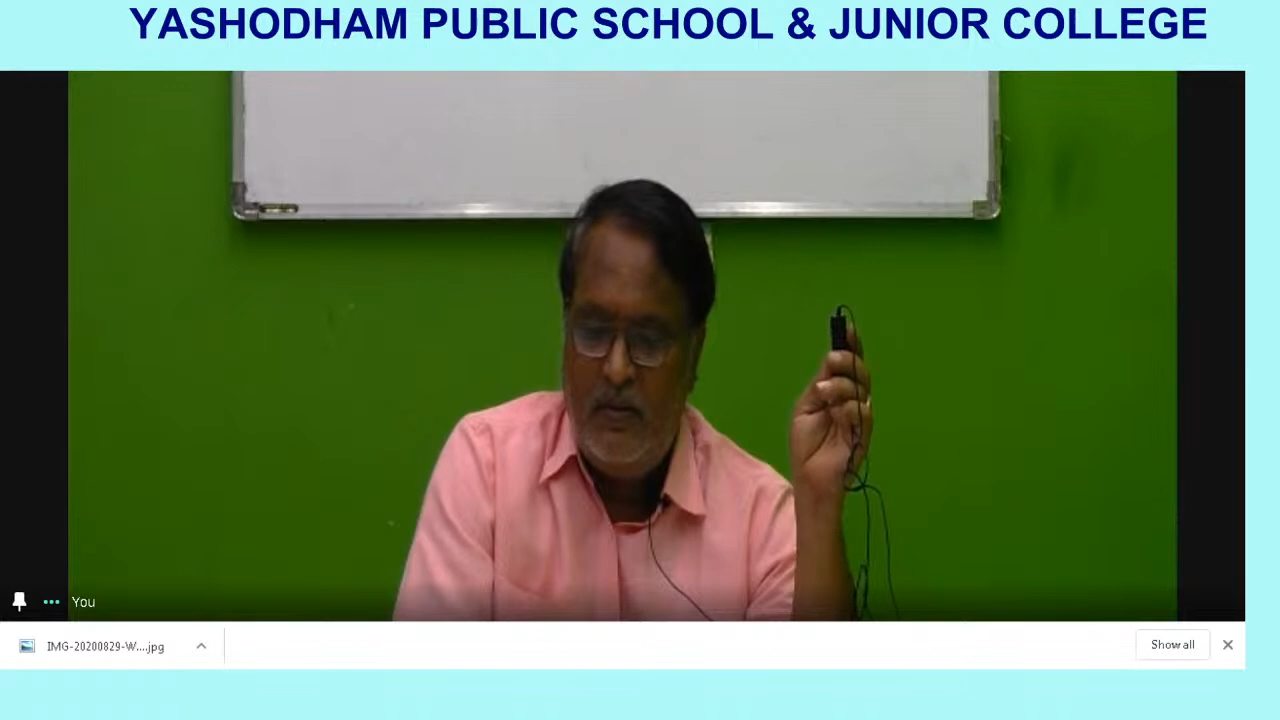 YASHODHAM PUBLIC SCHOOL & JUNIOR COLLEGE
You
IMG-20200829-W....jpg
Show all